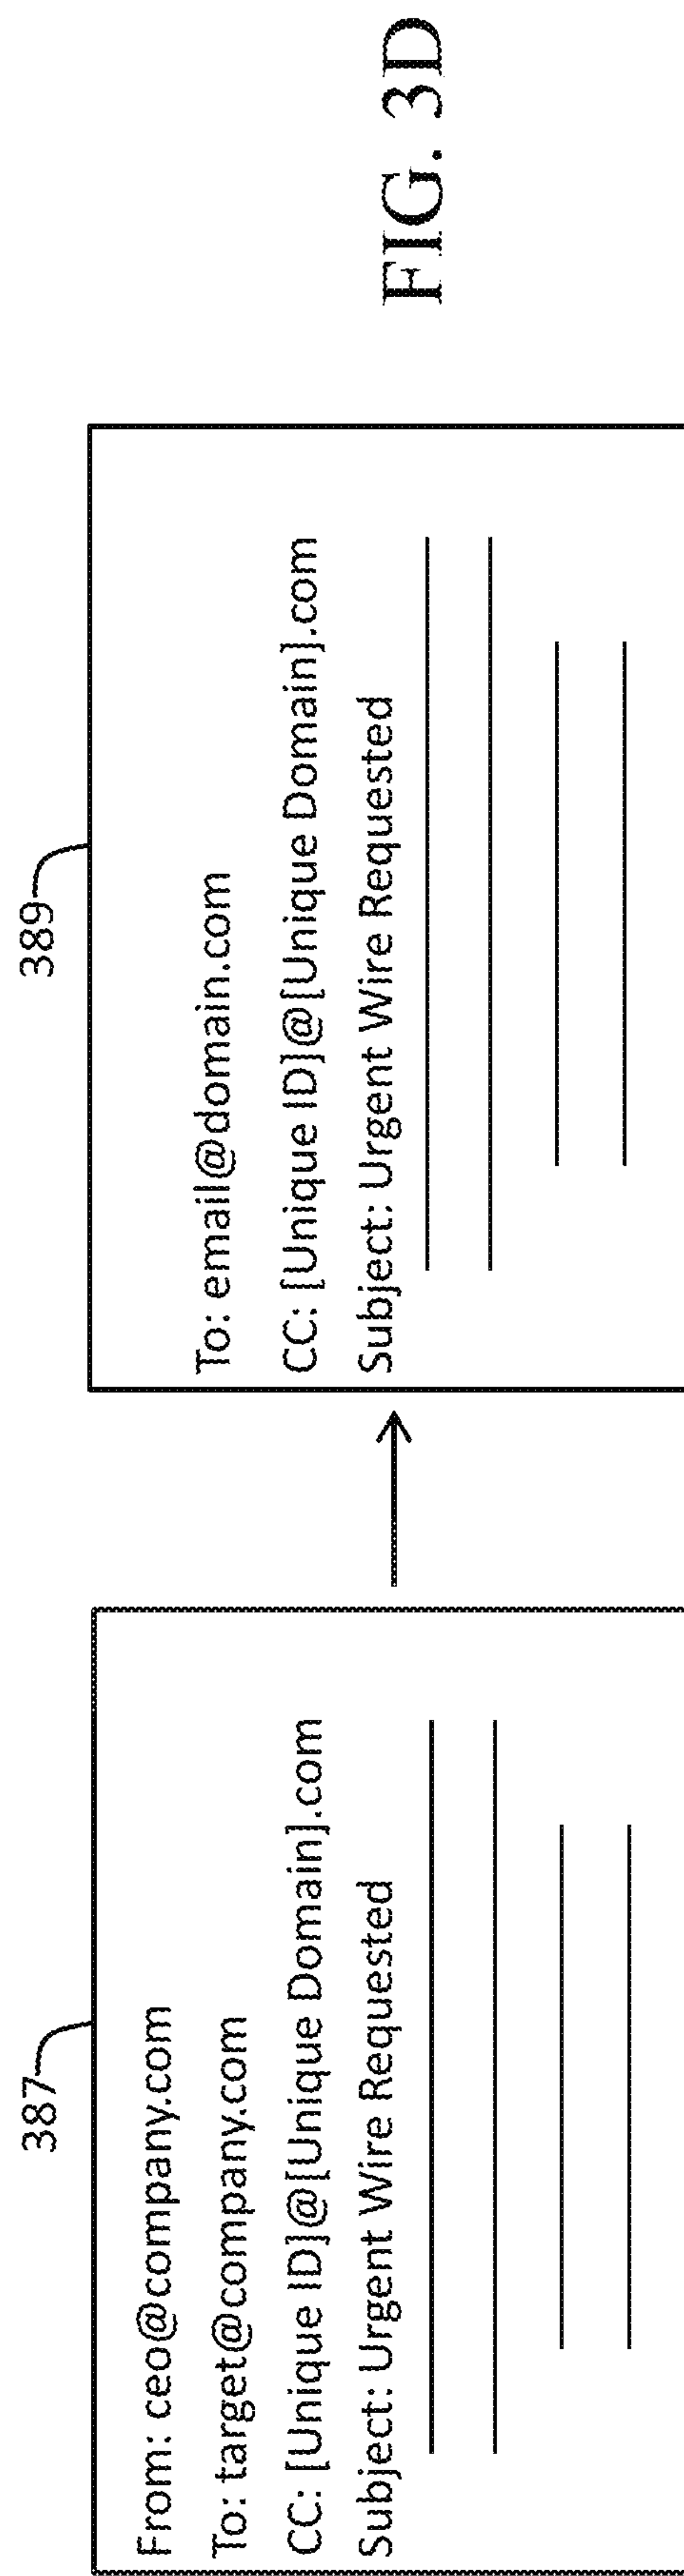 387
From: ceo@company.com
To: target@company.com
CC: [Unique ID]@[Unique Domain].com
Subject: Urgent Wire Requested
389
To: email@domain.com
CC: [Unique ID]@[Unique Domain].com
Subject: Urgent Wire Requested
FIG. 3D